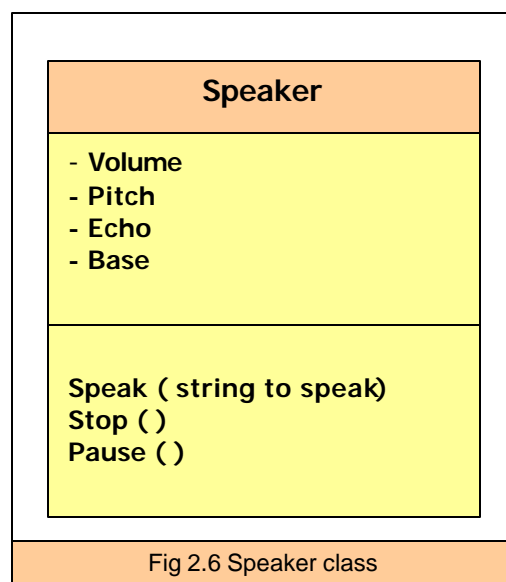 Speaker
- Volume
- Pitch
- Echo
- Base
Speak ( string to speak)
Stop ( )
Pause ( )
Fig 2.6 Speaker class